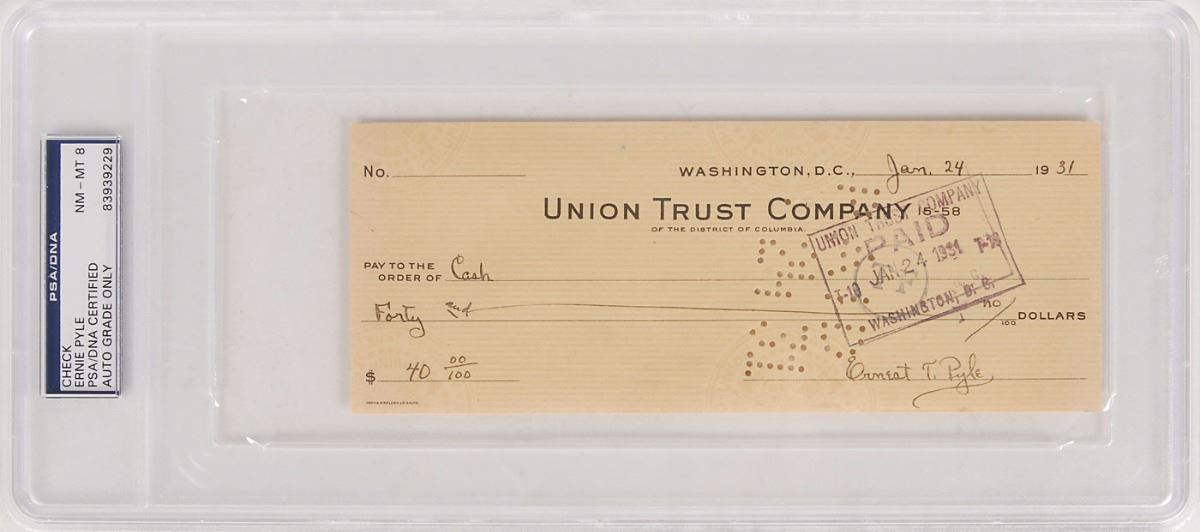 PSA/DNA
CHECK NM - MT 8
ERNIE PYLE
PSA/DNA CERTIFIED
AUTO GRADE ONLY 83939229
No.
WASHINGTON, D.C., Jan. 24 1931
UNION TRUST COMPANY 15-58
OF THE DISTRICT OF COLUMBIA
PAY TO THE
ORDER OF Cash
Forty and no/100 DOLLARS
$ 40 00/100
Ernest T. Pyle
UNION TRUST COMPANY
PAID
JAN 24 1931
T-10 T-10
WASHINGTON, D. C.